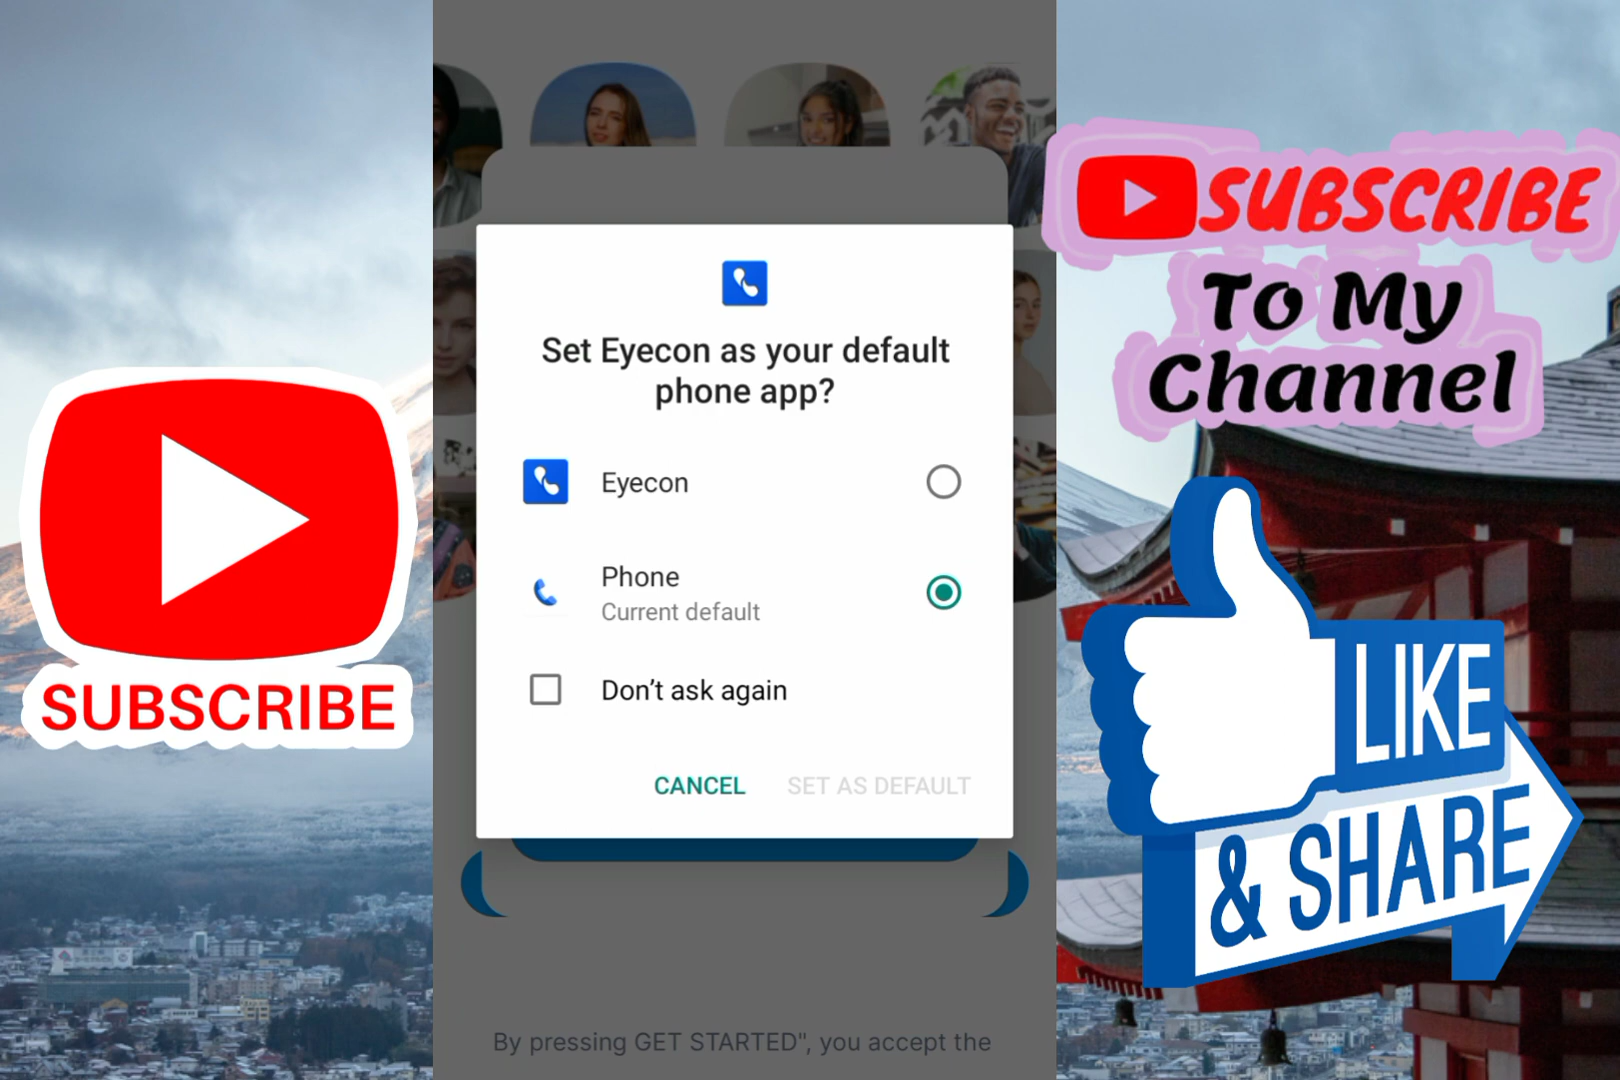 SUBSCRIBE
Set Eyecon as your default
phone app?
Eyecon
Phone
Current default
Don't ask again
CANCEL
SET AS DEFAULT
By pressing GET STARTED", you accept the
SUBSCRIBE
To My
Channel
LIKE
& SHARE